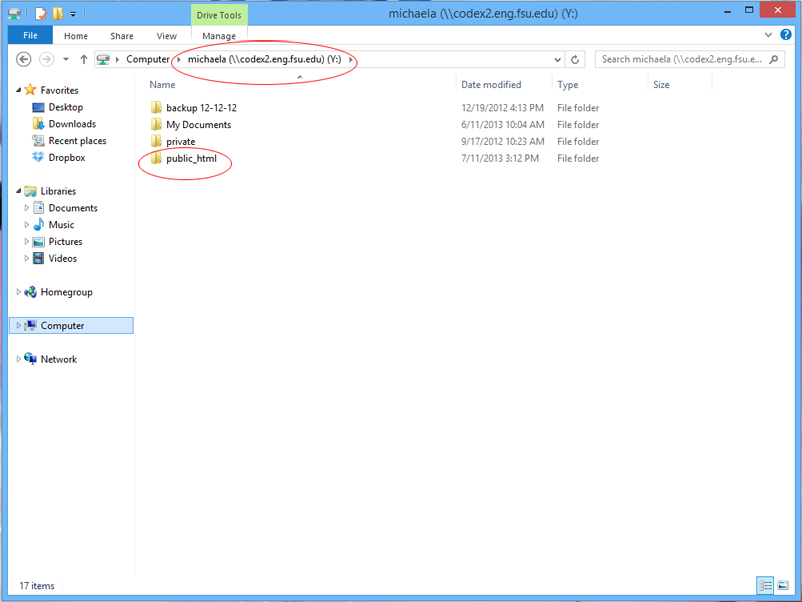 Drive Tools
michaela (\\codex2.eng.fsu.edu) (Y:)
File Home Share View Manage
Computer michaela (\\codex2.eng.fsu.edu) (Y:)
Search michaela (\\codex2.eng.fsu.e...
Name Date modified Type Size
Favorites
Desktop
Downloads
Recent places
Dropbox
Libraries
Documents
Music
Pictures
Videos
Homegroup
Computer
Network
backup 12-12-12 12/19/2012 4:13 PM File folder
My Documents 6/11/2013 10:04 AM File folder
private 9/17/2012 10:23 AM File folder
public_html 7/11/2013 3:12 PM File folder
17 items